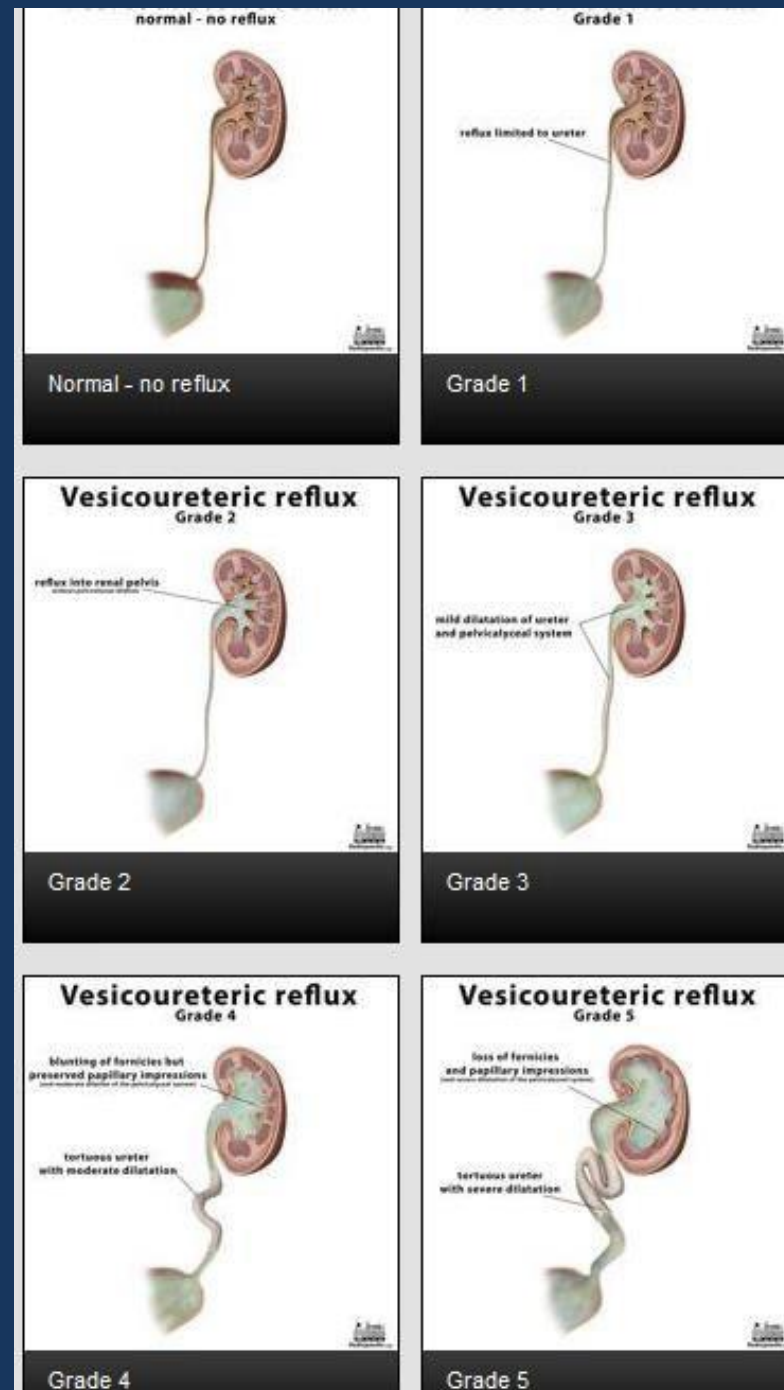 normal - no reflux
Normal - no reflux
Grade 1
reflux limited to ureter
Grade 1
Vesicoureteric reflux
Grade 2
reflux into renal pelvis
Grade 2
Vesicoureteric reflux
Grade 3
mild dilatation of ureter
and pelvicalyceal system
Grade 3
Vesicoureteric reflux
Grade 4
blunting of fornicies but
preserved papillary impressions
tortuous ureter
with moderate dilatation
Grade 4
Vesicoureteric reflux
Grade 5
loss of fornicies
and papillary impressions
tortuous ureter
with severe dilatation
Grade 5